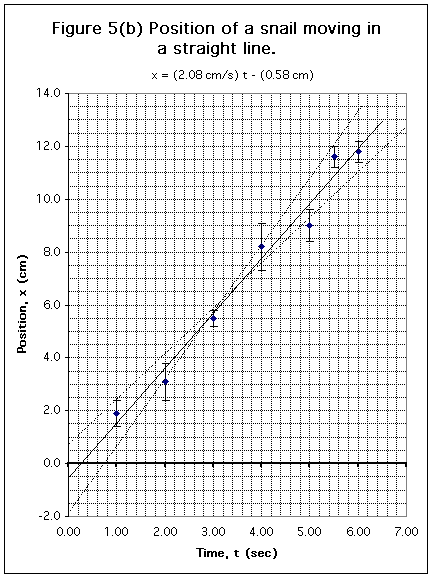 Figure 5(b) Position of a snail moving in
a straight line.
x = (2.08 cm/s) t - (0.58 cm)
14.0
12.0
10.0
8.0
6.0
4.0
2.0
0.0
-2.0
Position, x (cm)
0.00 1.00 2.00 3.00 4.00 5.00 6.00 7.00
Time, t (sec)